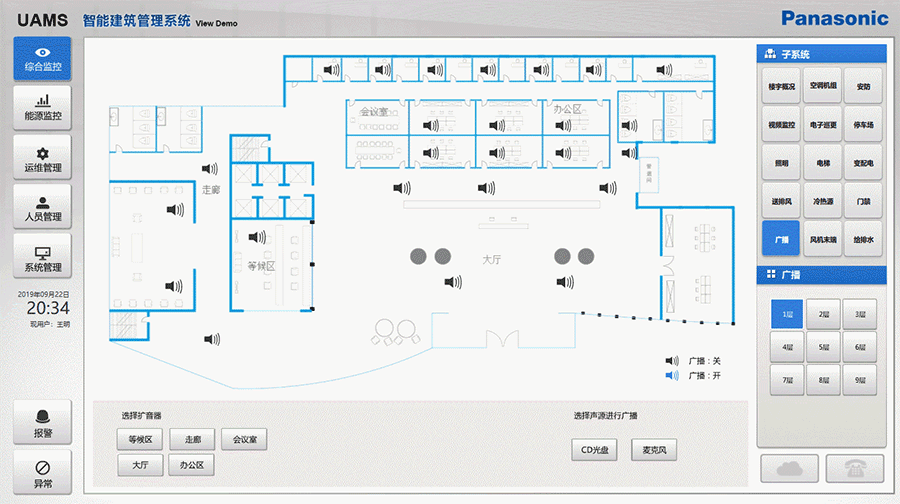 UAMS 智能建筑管理系统 View Demo
Panasonic
综合监控
能源监控
运维管理
人员管理
系统管理
2019年09月22日
20:34
现用户：王明
报警
异常
会议室
办公区
走廊
等候区
大厅
管道间
广播：关
广播：开
选择扩音器
等候区 走廊 会议室
大厅 办公区
选择声源进行广播
CD光盘 麦克风
子系统
楼宇概况 空调机组 安防
视频监控 电子巡更 停车场
照明 电梯 变配电
送排风 冷热源 门禁
广播 风机末端 给排水
广播
1层 2层 3层
4层 5层 6层
7层 8层 9层